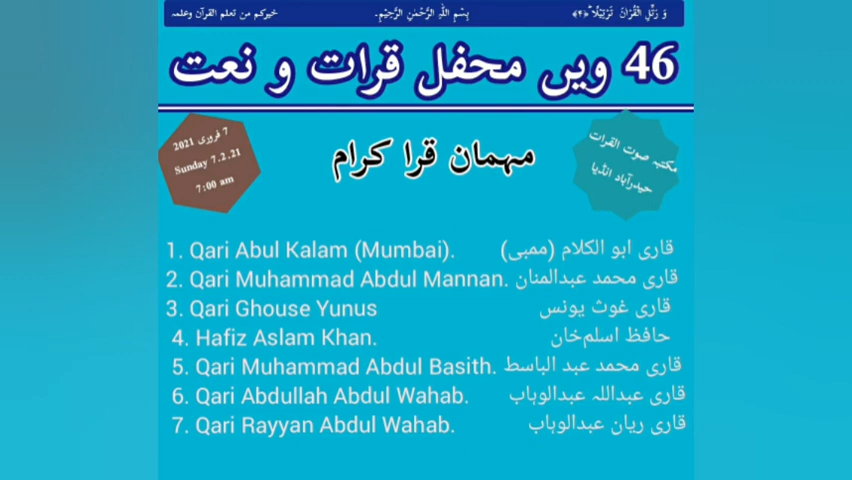 وَ رَتِّلِ الْقُرْاٰنَ تَرْتِیْلًا ؕ﴿۴﴾ بِسْمِ اللّٰهِ الرَّحْمٰنِ الرَّحِیْمِ۔ خیرکم من تعلم القرآن وعلمہ
46 ویں محفل قرات و نعت
7 فروری 2021
Sunday 7.2.21
7:00 am
مہمان قرا کرام
مکتبہ صوت القرات
حیدرآباد انڈیا
1. Qari Abul Kalam (Mumbai). قاری ابو الکلام (ممبی)
2. Qari Muhammad Abdul Mannan. قاری محمد عبدالمنان
3. Qari Ghouse Yunus قاری غوث یونس
4. Hafiz Aslam Khan. حافظ اسلم خان
5. Qari Muhammad Abdul Basith. قاری محمد عبد الباسط
6. Qari Abdullah Abdul Wahab. قاری عبداللہ عبدالوہاب
7. Qari Rayyan Abdul Wahab. قاری ریان عبدالوہاب